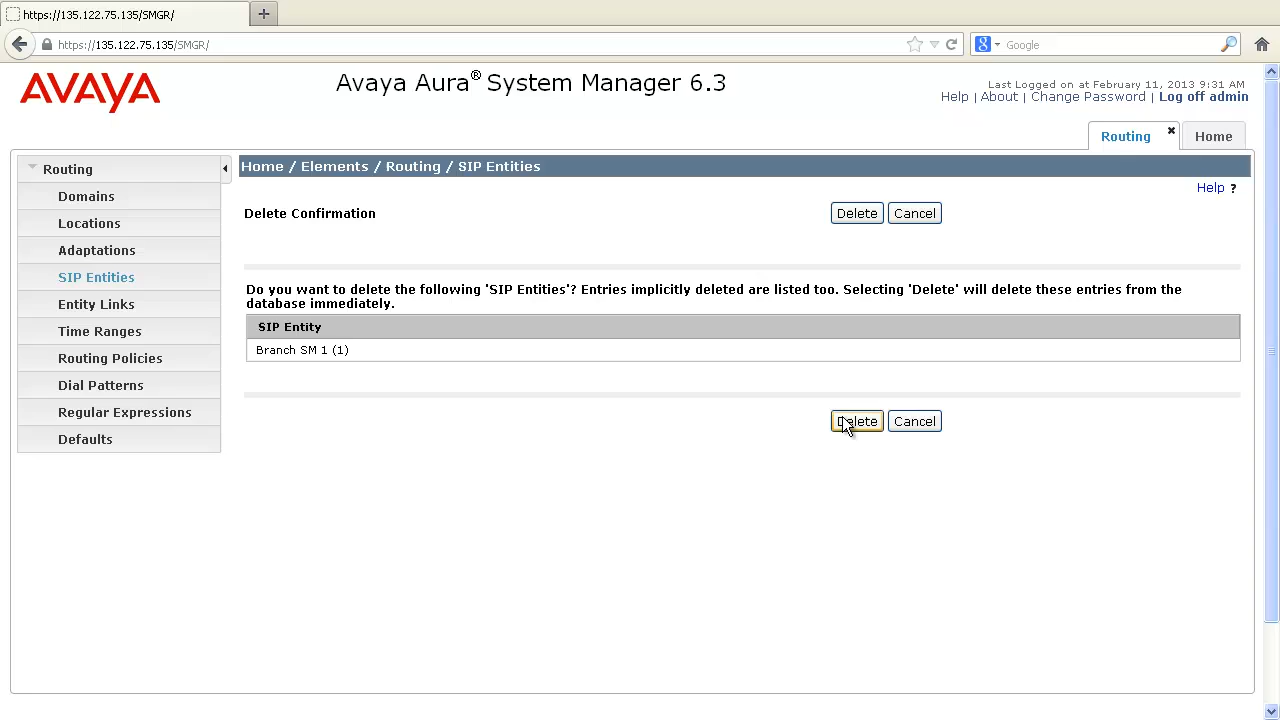 https://135.122.75.135/SMGR/
https://135.122.75.135/SMGR/
Google
AVAYA
Avaya Aura® System Manager 6.3
Last Logged on at February 11, 2013 9:31 AM
Help | About | Change Password | Log off admin
Routing
Home
Routing
Domains
Locations
Adaptations
SIP Entities
Entity Links
Time Ranges
Routing Policies
Dial Patterns
Regular Expressions
Defaults
Home / Elements / Routing / SIP Entities
Help ?
Delete Confirmation
Delete
Cancel
Do you want to delete the following 'SIP Entities'? Entries implicitly deleted are listed too. Selecting 'Delete' will delete these entries from the
database immediately.
SIP Entity
Branch SM 1 (1)
Delete
Cancel